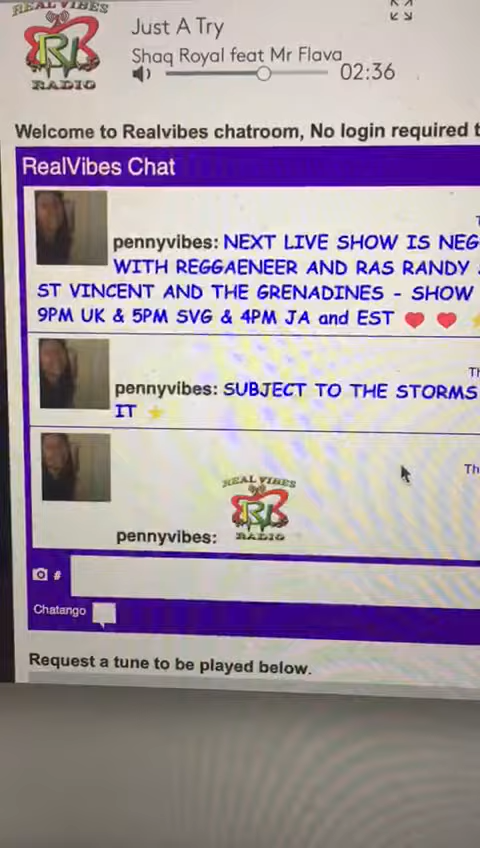 REAL VIBES
RADIO
Just A Try
Shaq Royal feat Mr Flava
02:36
Welcome to Realvibes chatroom, No login required
RealVibes Chat
pennyvibes: NEXT LIVE SHOW IS
WITH REGGAENEER AND RAS RANDY
ST VINCENT AND THE GRENADINES - SHOW
9PM UK & 5PM SVG & 4PM JA and EST ❤️ ❤️
pennyvibes: SUBJECT TO THE STORMS
IT ⭐
REAL VIBES
RADIO
pennyvibes:
#
Chatango
Request a tune to be played below.